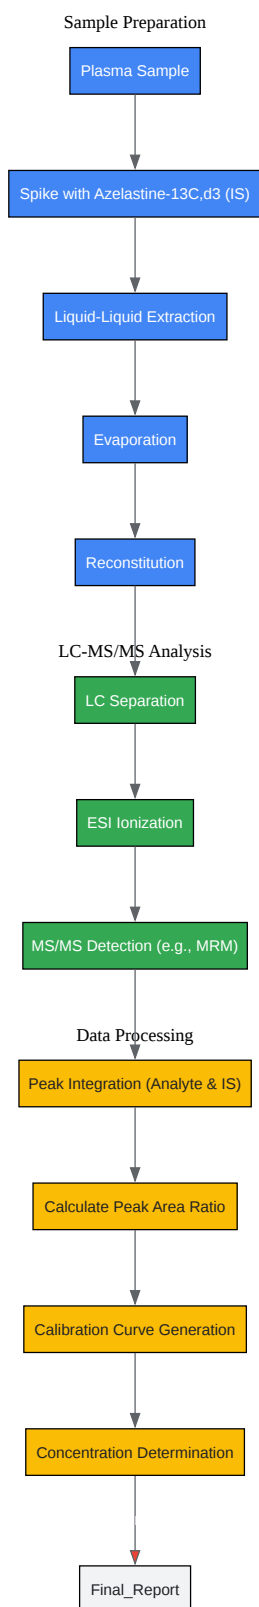 Sample Preparation
Plasma Sample
Spike with Azelastine-13C,d3 (IS)
Liquid-Liquid Extraction
Evaporation
Reconstitution
LC-MS/MS Analysis
LC Separation
ESI Ionization
MS/MS Detection (e.g., MRM)
Data Processing
Peak Integration (Analyte & IS)
Calculate Peak Area Ratio
Calibration Curve Generation
Concentration Determination
Final_Report